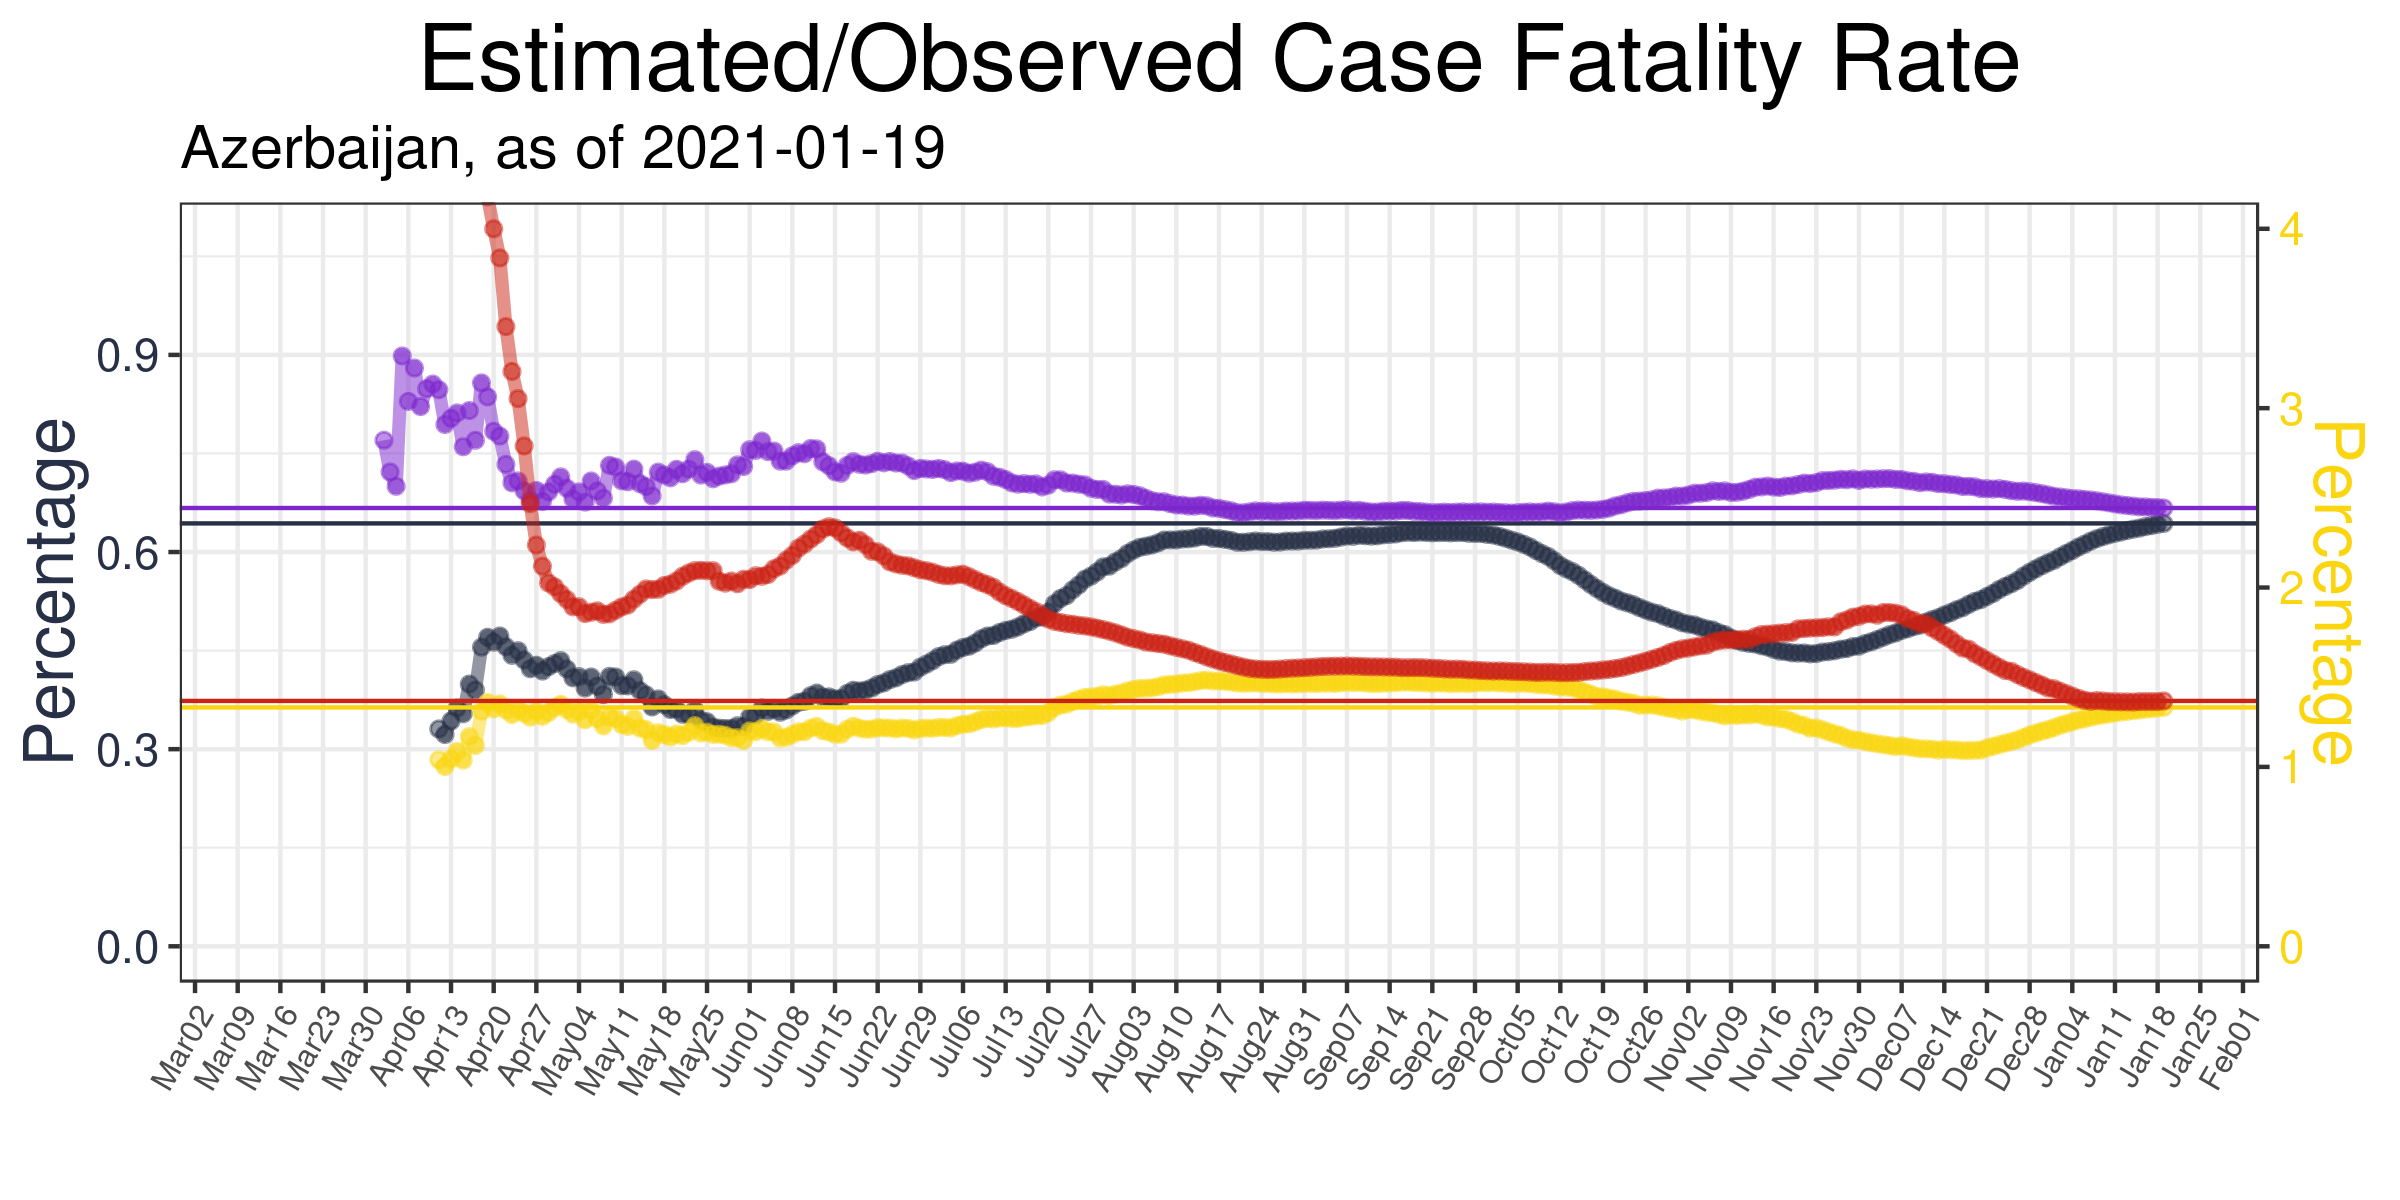 Estimated/Observed Case Fatality Rate
Azerbaijan, as of 2021-01-19
Percentage
0.9
0.6
0.3
0.0
4
3
2
1
0
Percentage
Mar02
Mar09
Mar16
Mar23
Mar30
Apr06
Apr13
Apr20
Apr27
May04
May11
May18
May25
Jun01
Jun08
Jun15
Jun22
Jun29
Jul06
Jul13
Jul20
Jul27
Aug03
Aug10
Aug17
Aug24
Aug31
Sep07
Sep14
Sep21
Sep28
Oct05
Oct12
Oct19
Oct26
Nov02
Nov09
Nov16
Nov23
Nov30
Dec07
Dec14
Dec21
Dec28
Jan04
Jan11
Jan18
Jan25
Feb01